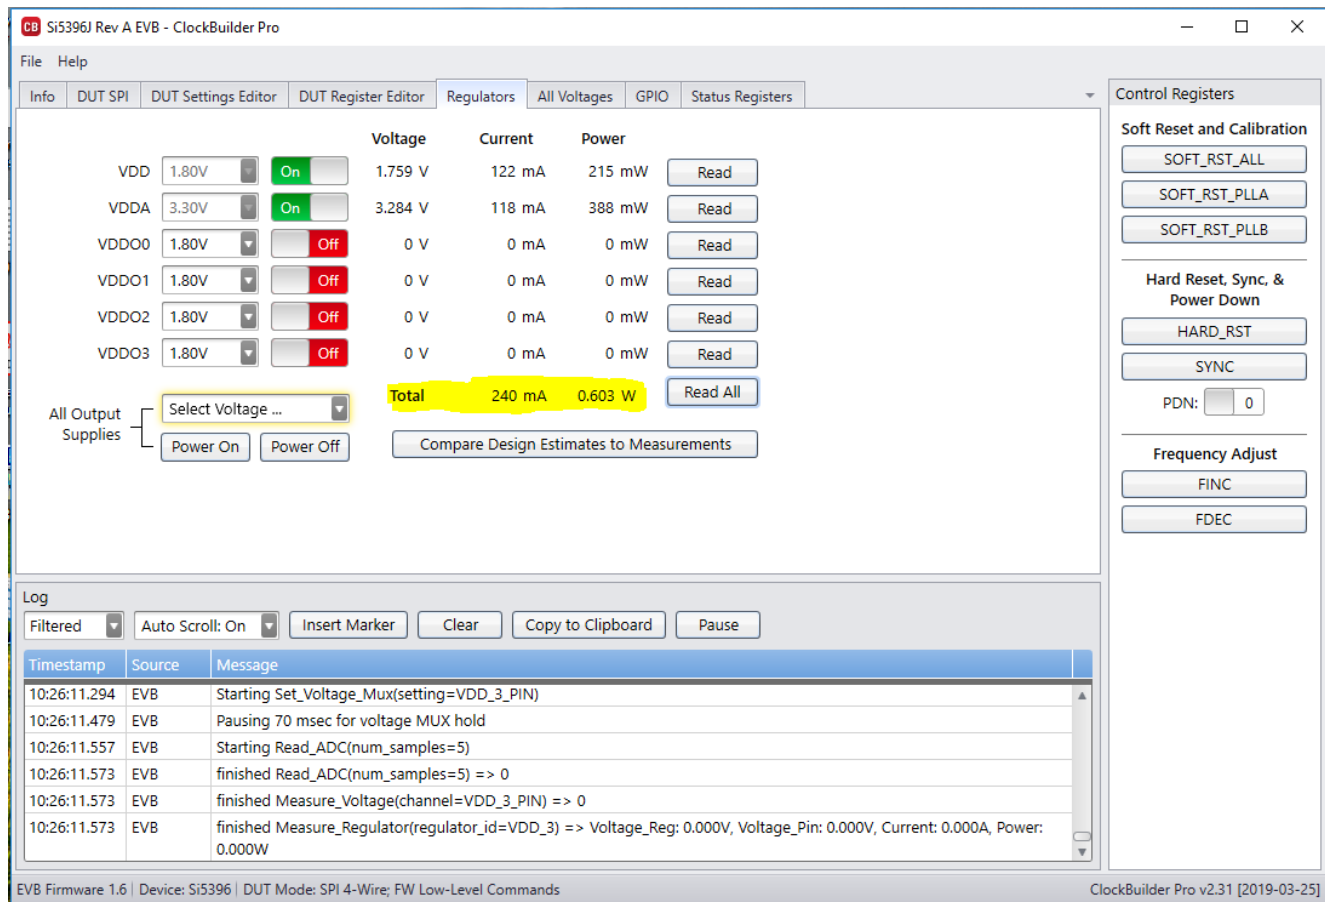 CB Si5396J Rev A EVB - ClockBuilder Pro
File Help
Info DUT SPI DUT Settings Editor DUT Register Editor Regulators All Voltages GPIO Status Registers
Voltage Current Power
VDD 1.80V On 1.759 V 122 mA 215 mW Read
VDDA 3.30V On 3.284 V 118 mA 388 mW Read
VDDO0 1.80V Off 0 V 0 mA 0 mW Read
VDDO1 1.80V Off 0 V 0 mA 0 mW Read
VDDO2 1.80V Off 0 V 0 mA 0 mW Read
VDDO3 1.80V Off 0 V 0 mA 0 mW Read
Total 240 mA 0.603 W Read All
All Output Supplies
Select Voltage ...
Power On Power Off
Compare Design Estimates to Measurements
Control Registers
Soft Reset and Calibration
SOFT_RST_ALL
SOFT_RST_PLLA
SOFT_RST_PLLB
Hard Reset, Sync, &
Power Down
HARD_RST
SYNC
PDN: 0
Frequency Adjust
FINC
FDEC
Log
Filtered Auto Scroll: On Insert Marker Clear Copy to Clipboard Pause
Timestamp Source Message
10:26:11.294 EVB Starting Set_Voltage_Mux(setting=VDD_3_PIN)
10:26:11.479 EVB Pausing 70 msec for voltage MUX hold
10:26:11.557 EVB Starting Read_ADC(num_samples=5)
10:26:11.573 EVB finished Read_ADC(num_samples=5) => 0
10:26:11.573 EVB finished Measure_Voltage(channel=VDD_3_PIN) => 0
10:26:11.573 EVB finished Measure_Regulator(regulator_id=VDD_3) => Voltage_Reg: 0.000V, Voltage_Pin: 0.000V, Current: 0.000A, Power:
0.000W
EVB Firmware 1.6 Device: Si5396 DUT Mode: SPI 4-Wire; FW Low-Level Commands ClockBuilder Pro v2.31 [2019-03-25]